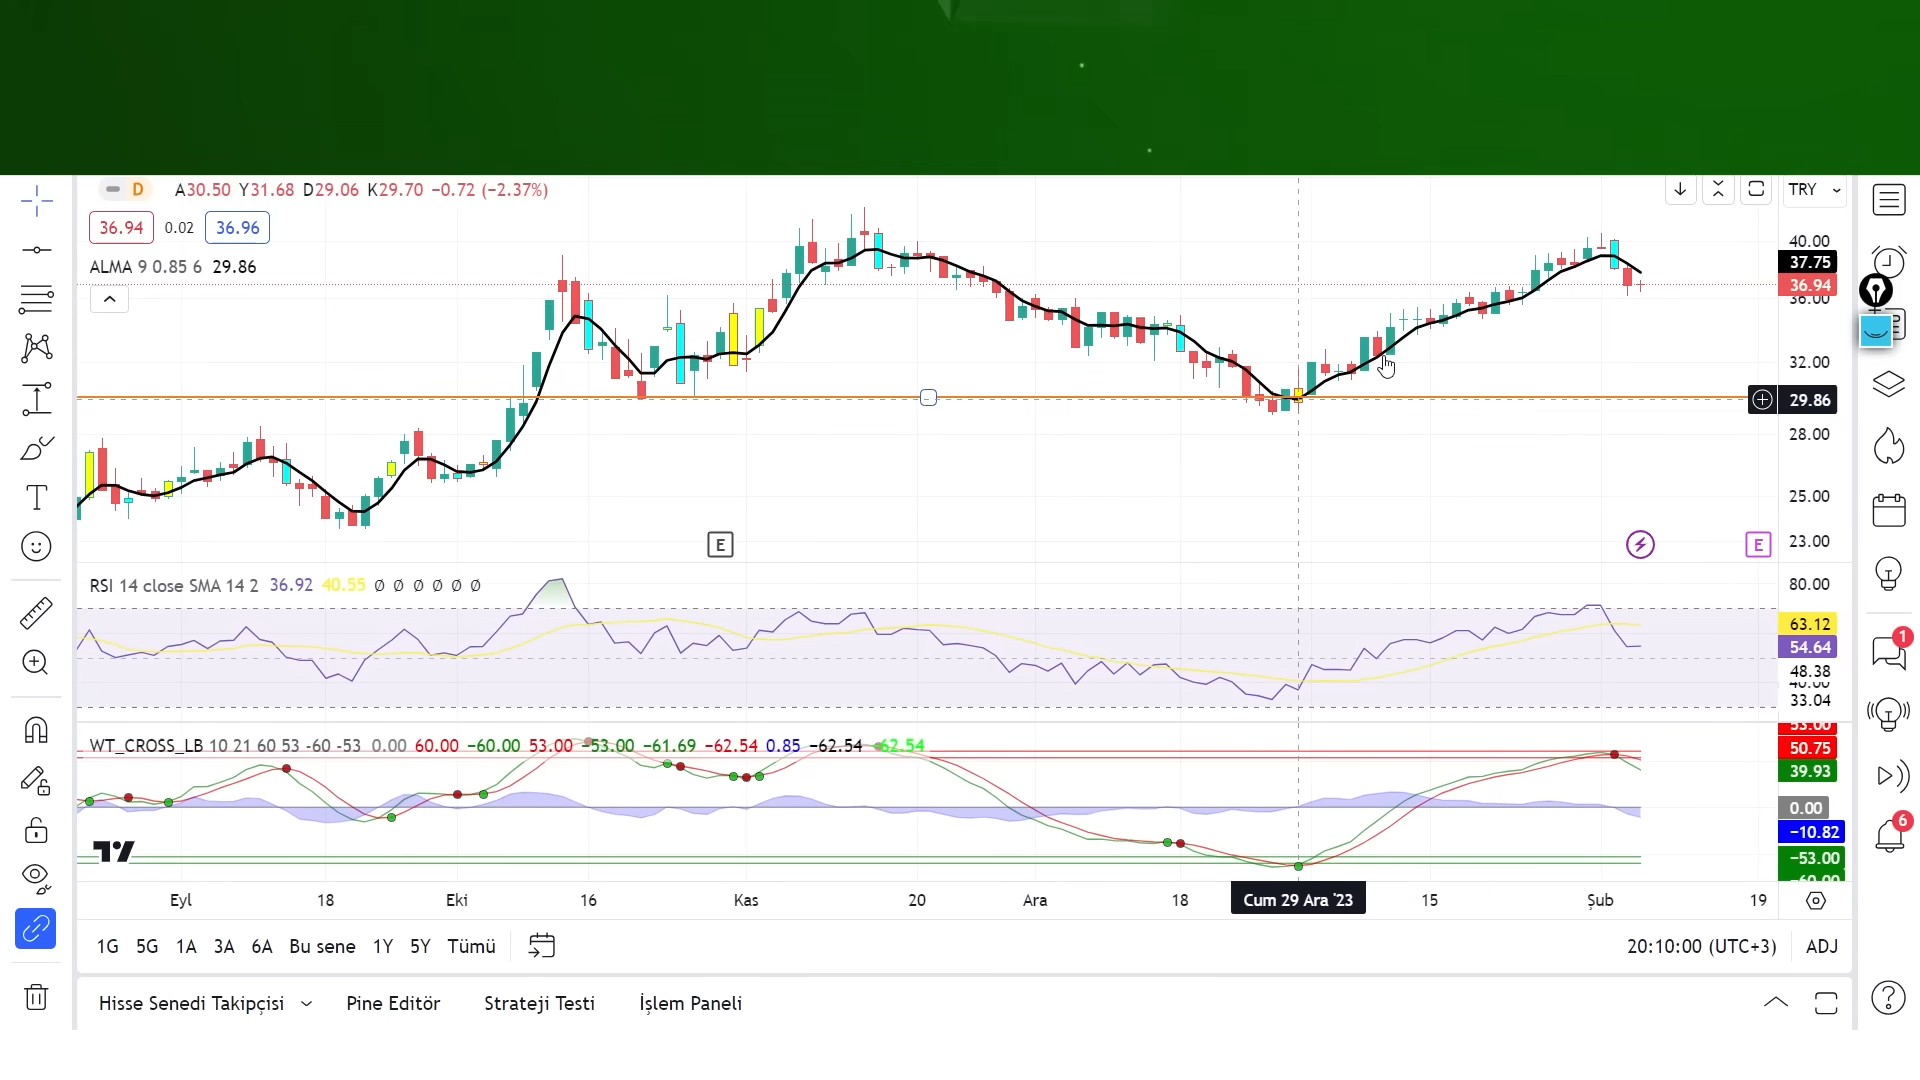 D A30.50 Y31.68 D29.06 K29.70 −0.72 (−2.37%)
TRY
36.94 0.02 36.96
ALMA 9 0.85 6 29.86
40.00
37.75
36.94
36.00
32.00
29.86
28.00
25.00
23.00
E
E
RSI 14 close SMA 14 2 36.92 40.55 Ø Ø Ø Ø Ø Ø
80.00
63.12
54.64
48.38
40.00
33.04
WT_CROSS_LB 10 21 60 53 -60 -53 0.00 60.00 −60.00 53.00 −53.00 −61.69 −62.54 0.85 −62.54 −62.54
53.00
50.75
39.93
0.00
−10.82
−53.00
−60.00
Eyl 18 Eki 16 Kas 20 Ara 18 Cum 29 Ara '23 15 Şub 19
1G 5G 1A 3A 6A Bu sene 1Y 5Y Tümü
20:10:00 (UTC+3) ADJ
Hisse Senedi Takipçisi Pine Editör Strateji Testi İşlem Paneli
1
6